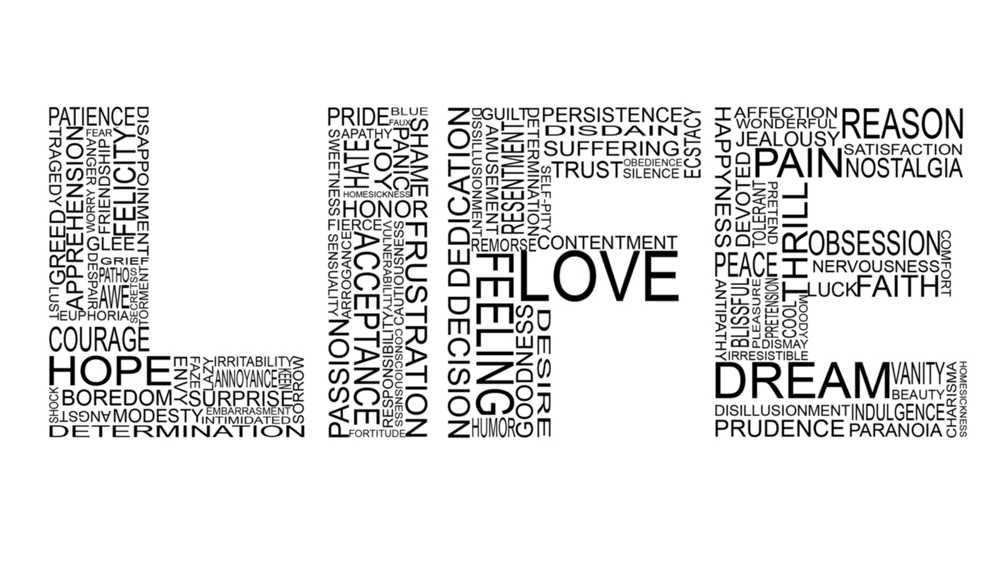 PATIENCE
DISAPPOINTMENT
TRAGEDY
APPREHENSION
FEAR
ANGER
FRIENDSHIP
FELICITY
WORRY
GREED
GLEE
GRIEF
DESPAIR
PATHOS
SECRETS
TORMENT
AWE
LUST
EUPHORIA
COURAGE
HOPE
ENVY
FAZE
LAZY
IRRITABILITY
ANNOYANCE
KEEN
SORROW
SHOCK
BOREDOM
SURPRISE
ANGST
MODESTY
EMBARRASMENT
INTIMIDATED
DETERMINATION
PRIDE
BLUE
FAUX
SHAME
SWEETNESS
APATHY
HATE
JOY
PANIC
HOMESICKNESS
HONOR
FIERCE
SENSUALITY
ARROGANCE
ACCEPTANCE
VULNERABILITY
CAUTIOUSNESS
FRUSTRATION
PASSION
RESPONSIBILITY
CONSCIOUSNESS
FORTITUDE
DEDICATION
DISSILLUSIONMENT
GUILT
AMUSEMENT
RESENTIMENT
DETERMINATION
PERSISTENCE
DISDAIN
SUFFERING
ECSTACY
SELF-PITY
TRUST
OBEDIENCE
SILENCE
REMORSE
CONTENTMENT
LOVE
DECISION
FEELING
GOODNESS
DESIRE
HUMOR
HAPPYNESS
AFFECTION
WONDERFUL
JEALOUSY
REASON
DEVOTED
PAIN
SATISFACTION
NOSTALGIA
TOLERANT
PRETEND
THRILL
OBSESSION
COMFORT
PEACE
NERVOUSNESS
LUCK
FAITH
ANTIPATHY
BLISSFUL
PLEASURE
PRETENSION
COOL
MOODY
DISMAY
IRRESISTIBLE
DREAM
VANITY
BEAUTY
CHARISMA
HOMESICKNESS
DISILLUSIONMENT
INDULGENCE
PRUDENCE
PARANOIA